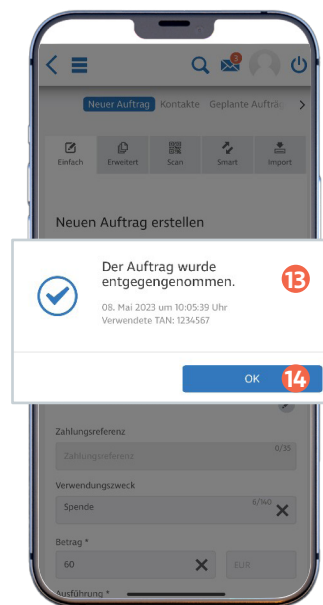 3
Neuer Auftrag Kontakte Geplante Aufträ
Einfach Erweitert Scan Smart Import
Neuen Auftrag erstellen
Der Auftrag wurde
entgegengenommen.
13
08. Mai 2023 um 10:05:39 Uhr
Verwendete TAN: 1234567
OK 14
Zahlungsreferenz
Zahlungsreferenz 0/35
Verwendungszweck
Spende 6/140
Betrag *
60 EUR
Ausführung *